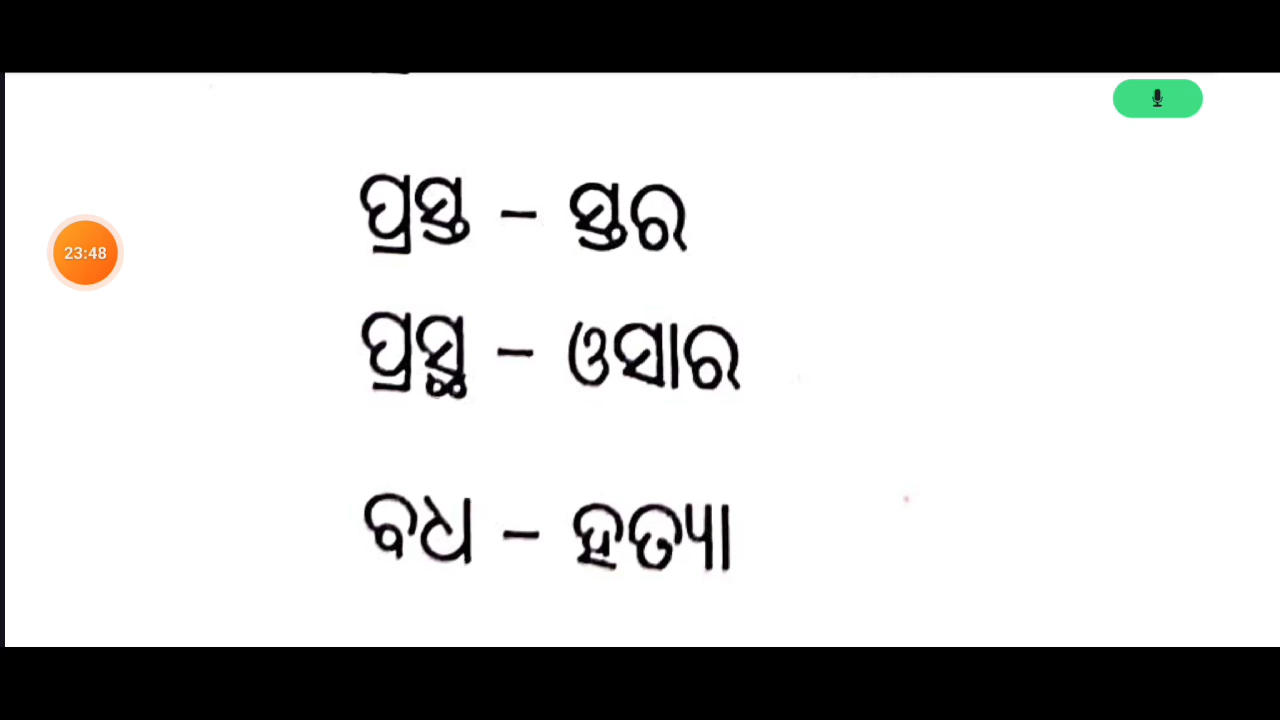 ପ୍ରସ୍ତ – ସ୍ତର
23:48
ପ୍ରସ୍ଥ – ଓସାର
ବଧ – ହତ୍ୟା